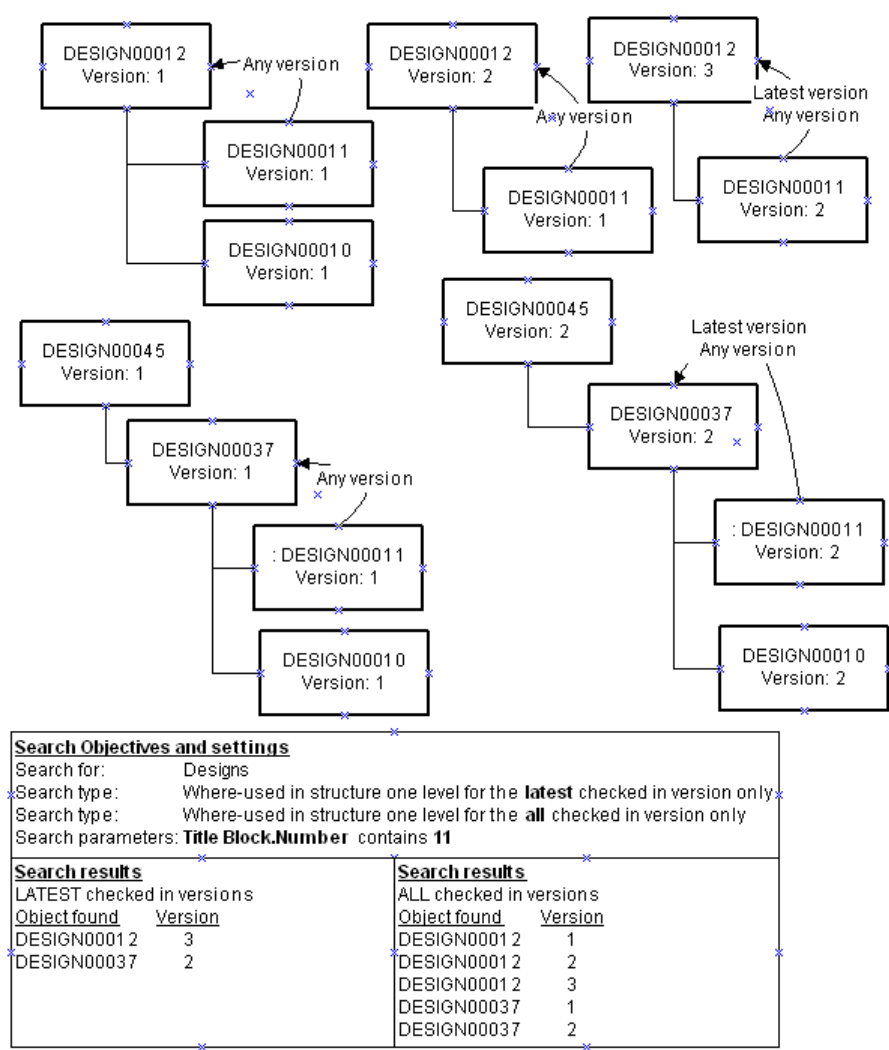 DESIGN00012
Version: 1
Any version
DESIGN00011
Version: 1
DESIGN00010
Version: 1
DESIGN00012
Version: 2
Any version
DESIGN00011
Version: 1
DESIGN00012
Version: 3
Latest version
Any version
DESIGN00011
Version: 2
DESIGN00045
Version: 1
DESIGN00037
Version: 1
Any version
: DESIGN00011
Version: 1
DESIGN00010
Version: 1
DESIGN00045
Version: 2
Latest version
Any version
DESIGN00037
Version: 2
: DESIGN00011
Version: 2
DESIGN00010
Version: 2
Search Objectives and settings
Search for: Designs
Search type: Where-used in structure one level for the latest checked in version only
Search type: Where-used in structure one level for the all checked in version only
Search parameters: Title Block.Number contains 11
Search results
LATEST checked in versions
Object found Version
DESIGN00012 3
DESIGN00037 2
Search results
ALL checked in versions
Object found Version
DESIGN00012 1
DESIGN00012 2
DESIGN00012 3
DESIGN00037 1
DESIGN00037 2